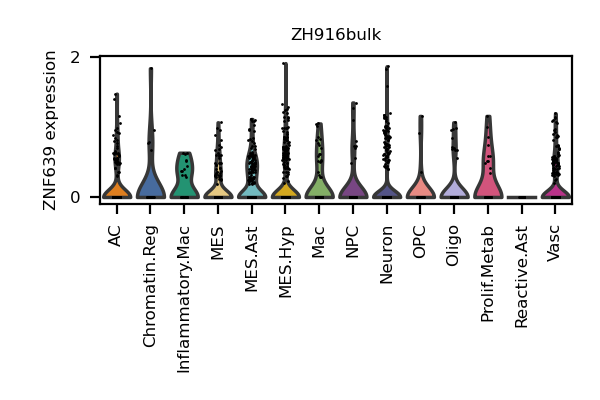 ZH916bulk
ZNF639 expression
2
0
AC
Chromatin.Reg
Inflammatory.Mac
MES
MES.Ast
MES.Hyp
Mac
NPC
Neuron
OPC
Oligo
Prolif.Metab
Reactive.Ast
Vasc